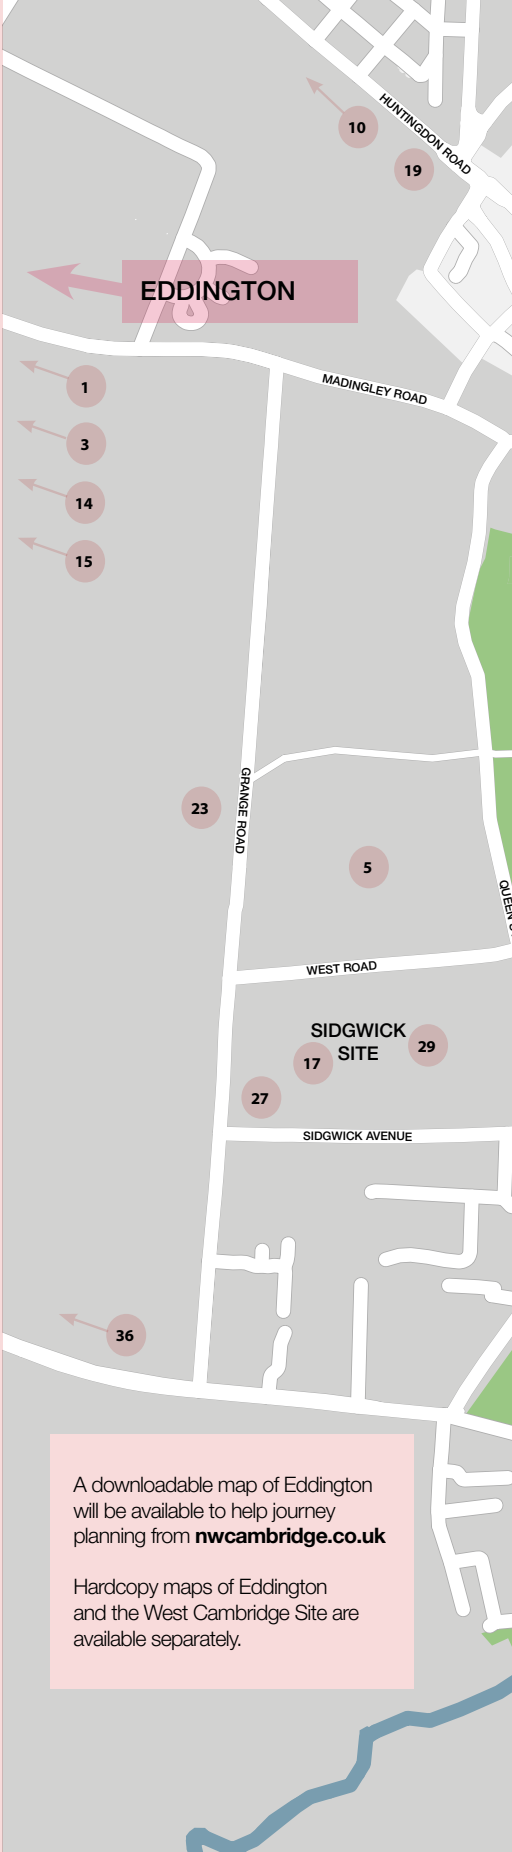 HUNTINGDON ROAD
10
19
EDDINGTON
MADINGLEY ROAD
1
3
14
15
GRANGE ROAD
23
5
WEST ROAD
SIDGWICK
SITE
29
17
27
SIDGWICK AVENUE
36
A downloadable map of Eddington
will be available to help journey
planning from nwcambridge.co.uk
Hardcopy maps of Eddington
and the West Cambridge Site are
available separately.